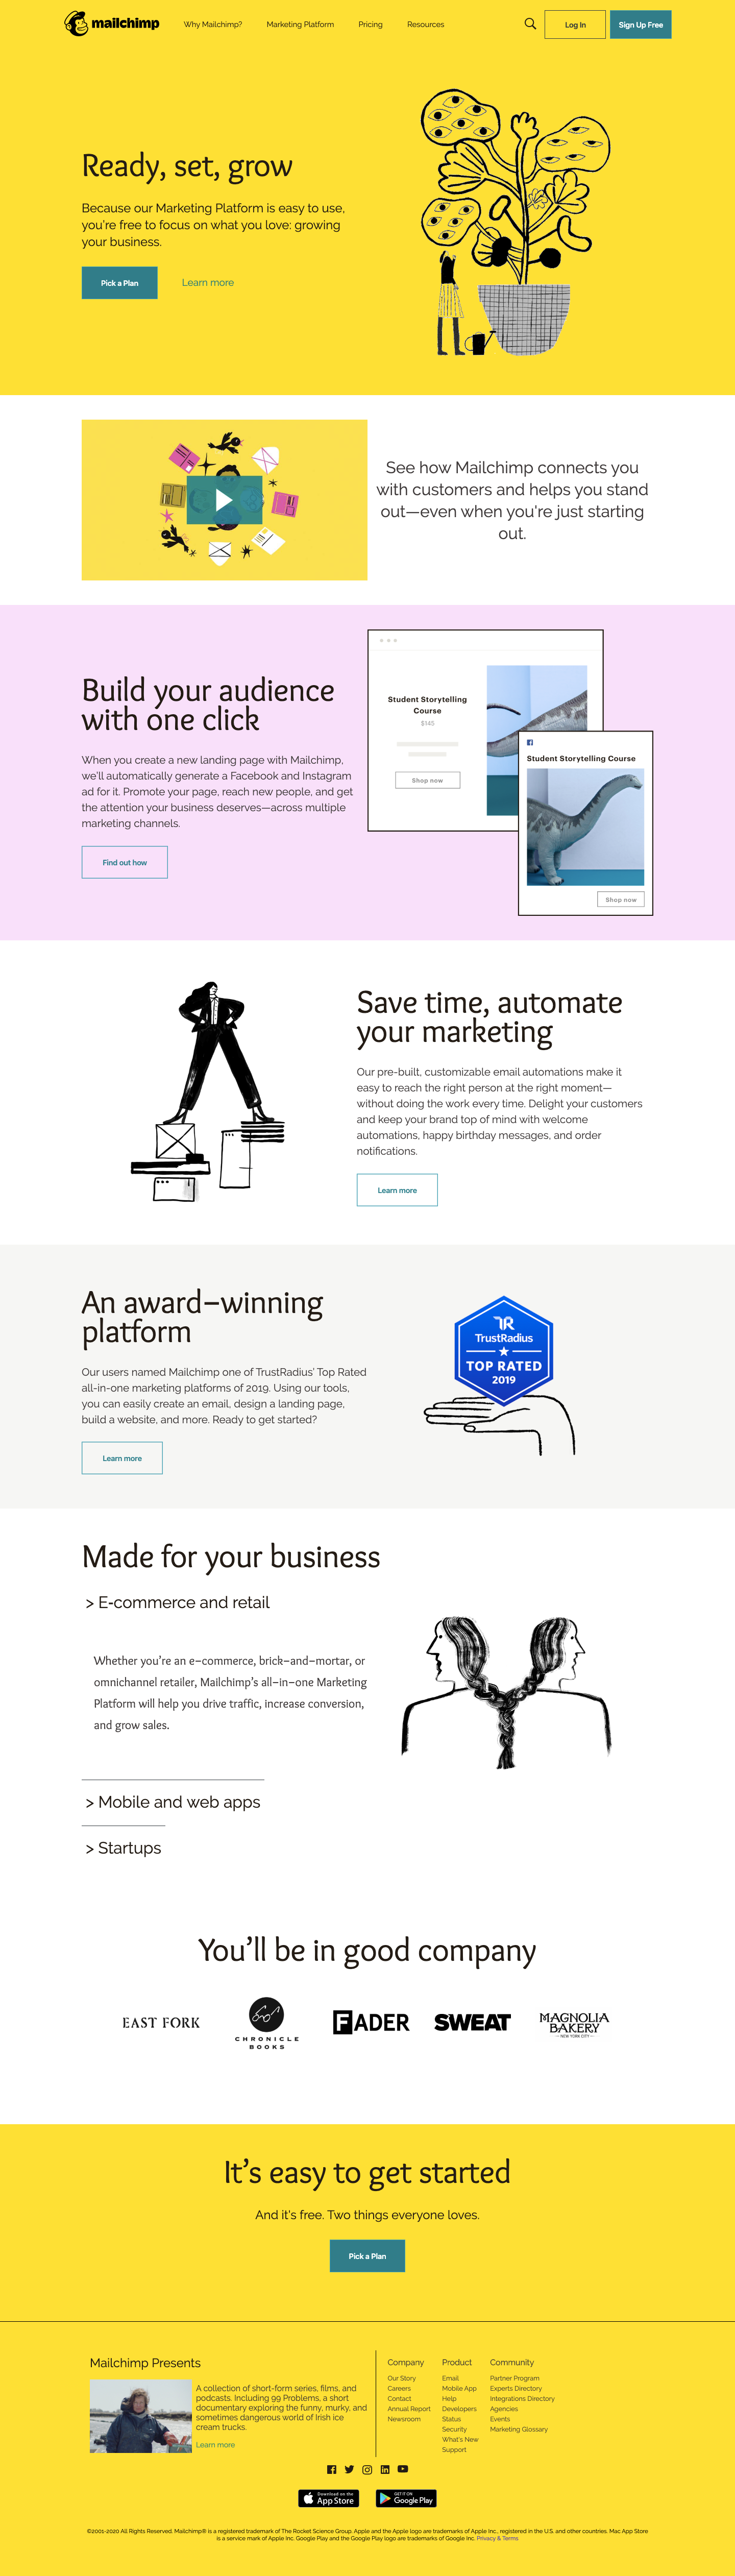 mailchimp
Why Mailchimp?
Marketing Platform
Pricing
Resources
Log In
Sign Up Free
Ready, set, grow
Because our Marketing Platform is easy to use,
you're free to focus on what you love: growing
your business.
Pick a Plan
Learn more
See how Mailchimp connects you
with customers and helps you stand
out—even when you're just starting
out.
Build your audience
with one click
When you create a new landing page with Mailchimp,
we'll automatically generate a Facebook and Instagram
ad for it. Promote your page, reach new people, and get
the attention your business deserves—across multiple
marketing channels.
Find out how
Student Storytelling
Course
$145
Shop now
Student Storytelling Course
Shop now
Save time, automate
your marketing
Our pre-built, customizable email automations make it
easy to reach the right person at the right moment—
without doing the work every time. Delight your customers
and keep your brand top of mind with welcome
automations, happy birthday messages, and order
notifications.
Learn more
An award-winning
platform
Our users named Mailchimp one of TrustRadius' Top Rated
all-in-one marketing platforms of 2019. Using our tools,
you can easily create an email, design a landing page,
build a website, and more. Ready to get started?
Learn more
TR
TrustRadius
TOP RATED
2019
Made for your business
> E-commerce and retail
Whether you're an e-commerce, brick-and-mortar, or
omnichannel retailer, Mailchimp's all-in-one Marketing
Platform will help you drive traffic, increase conversion,
and grow sales.
> Mobile and web apps
> Startups
You'll be in good company
EAST FORK
CHRONICLE
BOOKS
FADER
SWEAT
MAGNOLIA
BAKERY
NEW YORK CITY
It's easy to get started
And it's free. Two things everyone loves.
Pick a Plan
Mailchimp Presents
A collection of short-form series, films, and
podcasts. Including 99 Problems, a short
documentary exploring the funny, murky, and
sometimes dangerous world of Irish ice
cream trucks.
Learn more
Company
Our Story
Careers
Contact
Annual Report
Newsroom
Product
Email
Mobile App
Help
Developers
Status
Security
What's New
Support
Community
Partner Program
Experts Directory
Integrations Directory
Agencies
Events
Marketing Glossary
Download on the
App Store
GET IT ON
Google Play
©2001-2020 All Rights Reserved. Mailchimp® is a registered trademark of The Rocket Science Group. Apple and the Apple logo are trademarks of Apple Inc., registered in the U.S. and other countries. Mac App Store
is a service mark of Apple Inc. Google Play and the Google Play logo are trademarks of Google Inc. Privacy & Terms